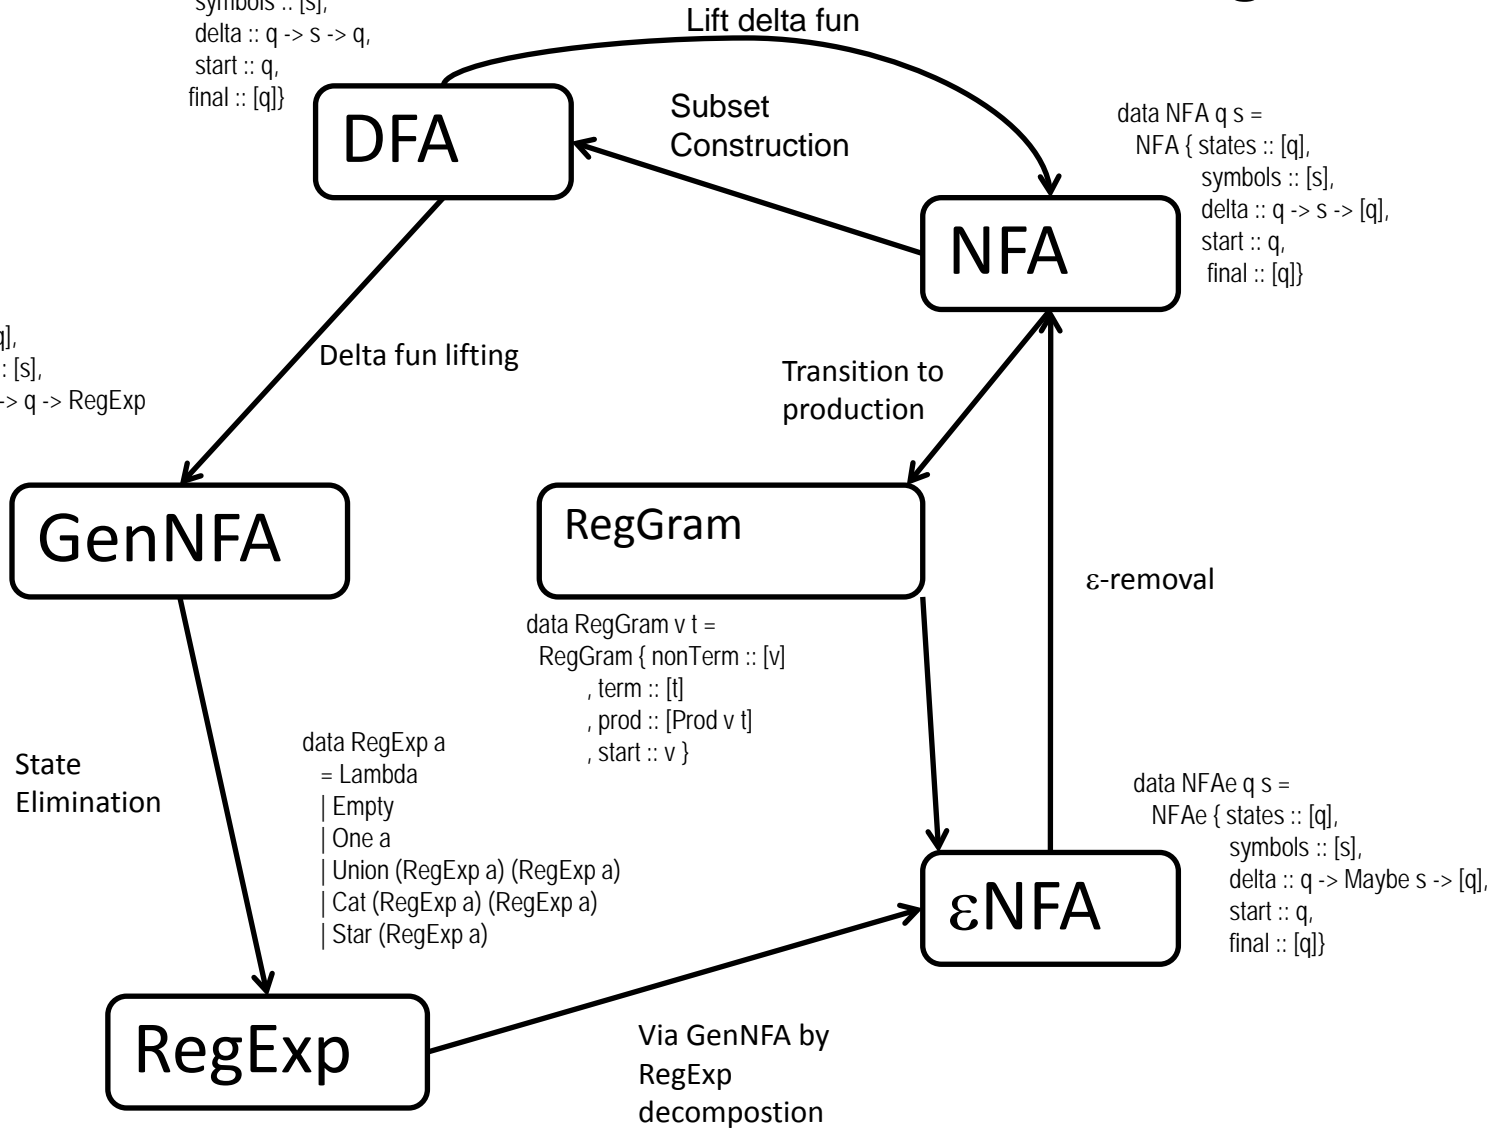 symbols :: [s],
delta :: q -> s -> q,
start :: q,
final :: [q]}
Lift delta fun
DFA
Subset
Construction
data NFA q s =
NFA { states :: [q],
symbols :: [s],
delta :: q -> s -> [q],
start :: q,
final :: [q]}
NFA
q],
: [s],
-> q -> RegExp
Delta fun lifting
Transition to
production
GenNFA
RegGram
ε-removal
data RegGram v t =
RegGram { nonTerm :: [v]
, term :: [t]
, prod :: [Prod v t]
, start :: v }
State
Elimination
data RegExp a
= Lambda
| Empty
| One a
| Union (RegExp a) (RegExp a)
| Cat (RegExp a) (RegExp a)
| Star (RegExp a)
data NFAe q s =
NFAe { states :: [q],
symbols :: [s],
delta :: q -> Maybe s -> [q],
start :: q,
final :: [q]}
εNFA
RegExp
Via GenNFA by
RegExp
decompostion